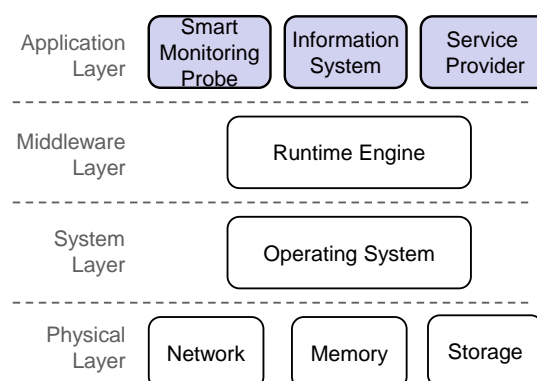 Application
Layer
Smart
Monitoring
Probe
Information
System
Service
Provider
Middleware
Layer
Runtime Engine
System
Layer
Operating System
Physical
Layer
Network
Memory
Storage